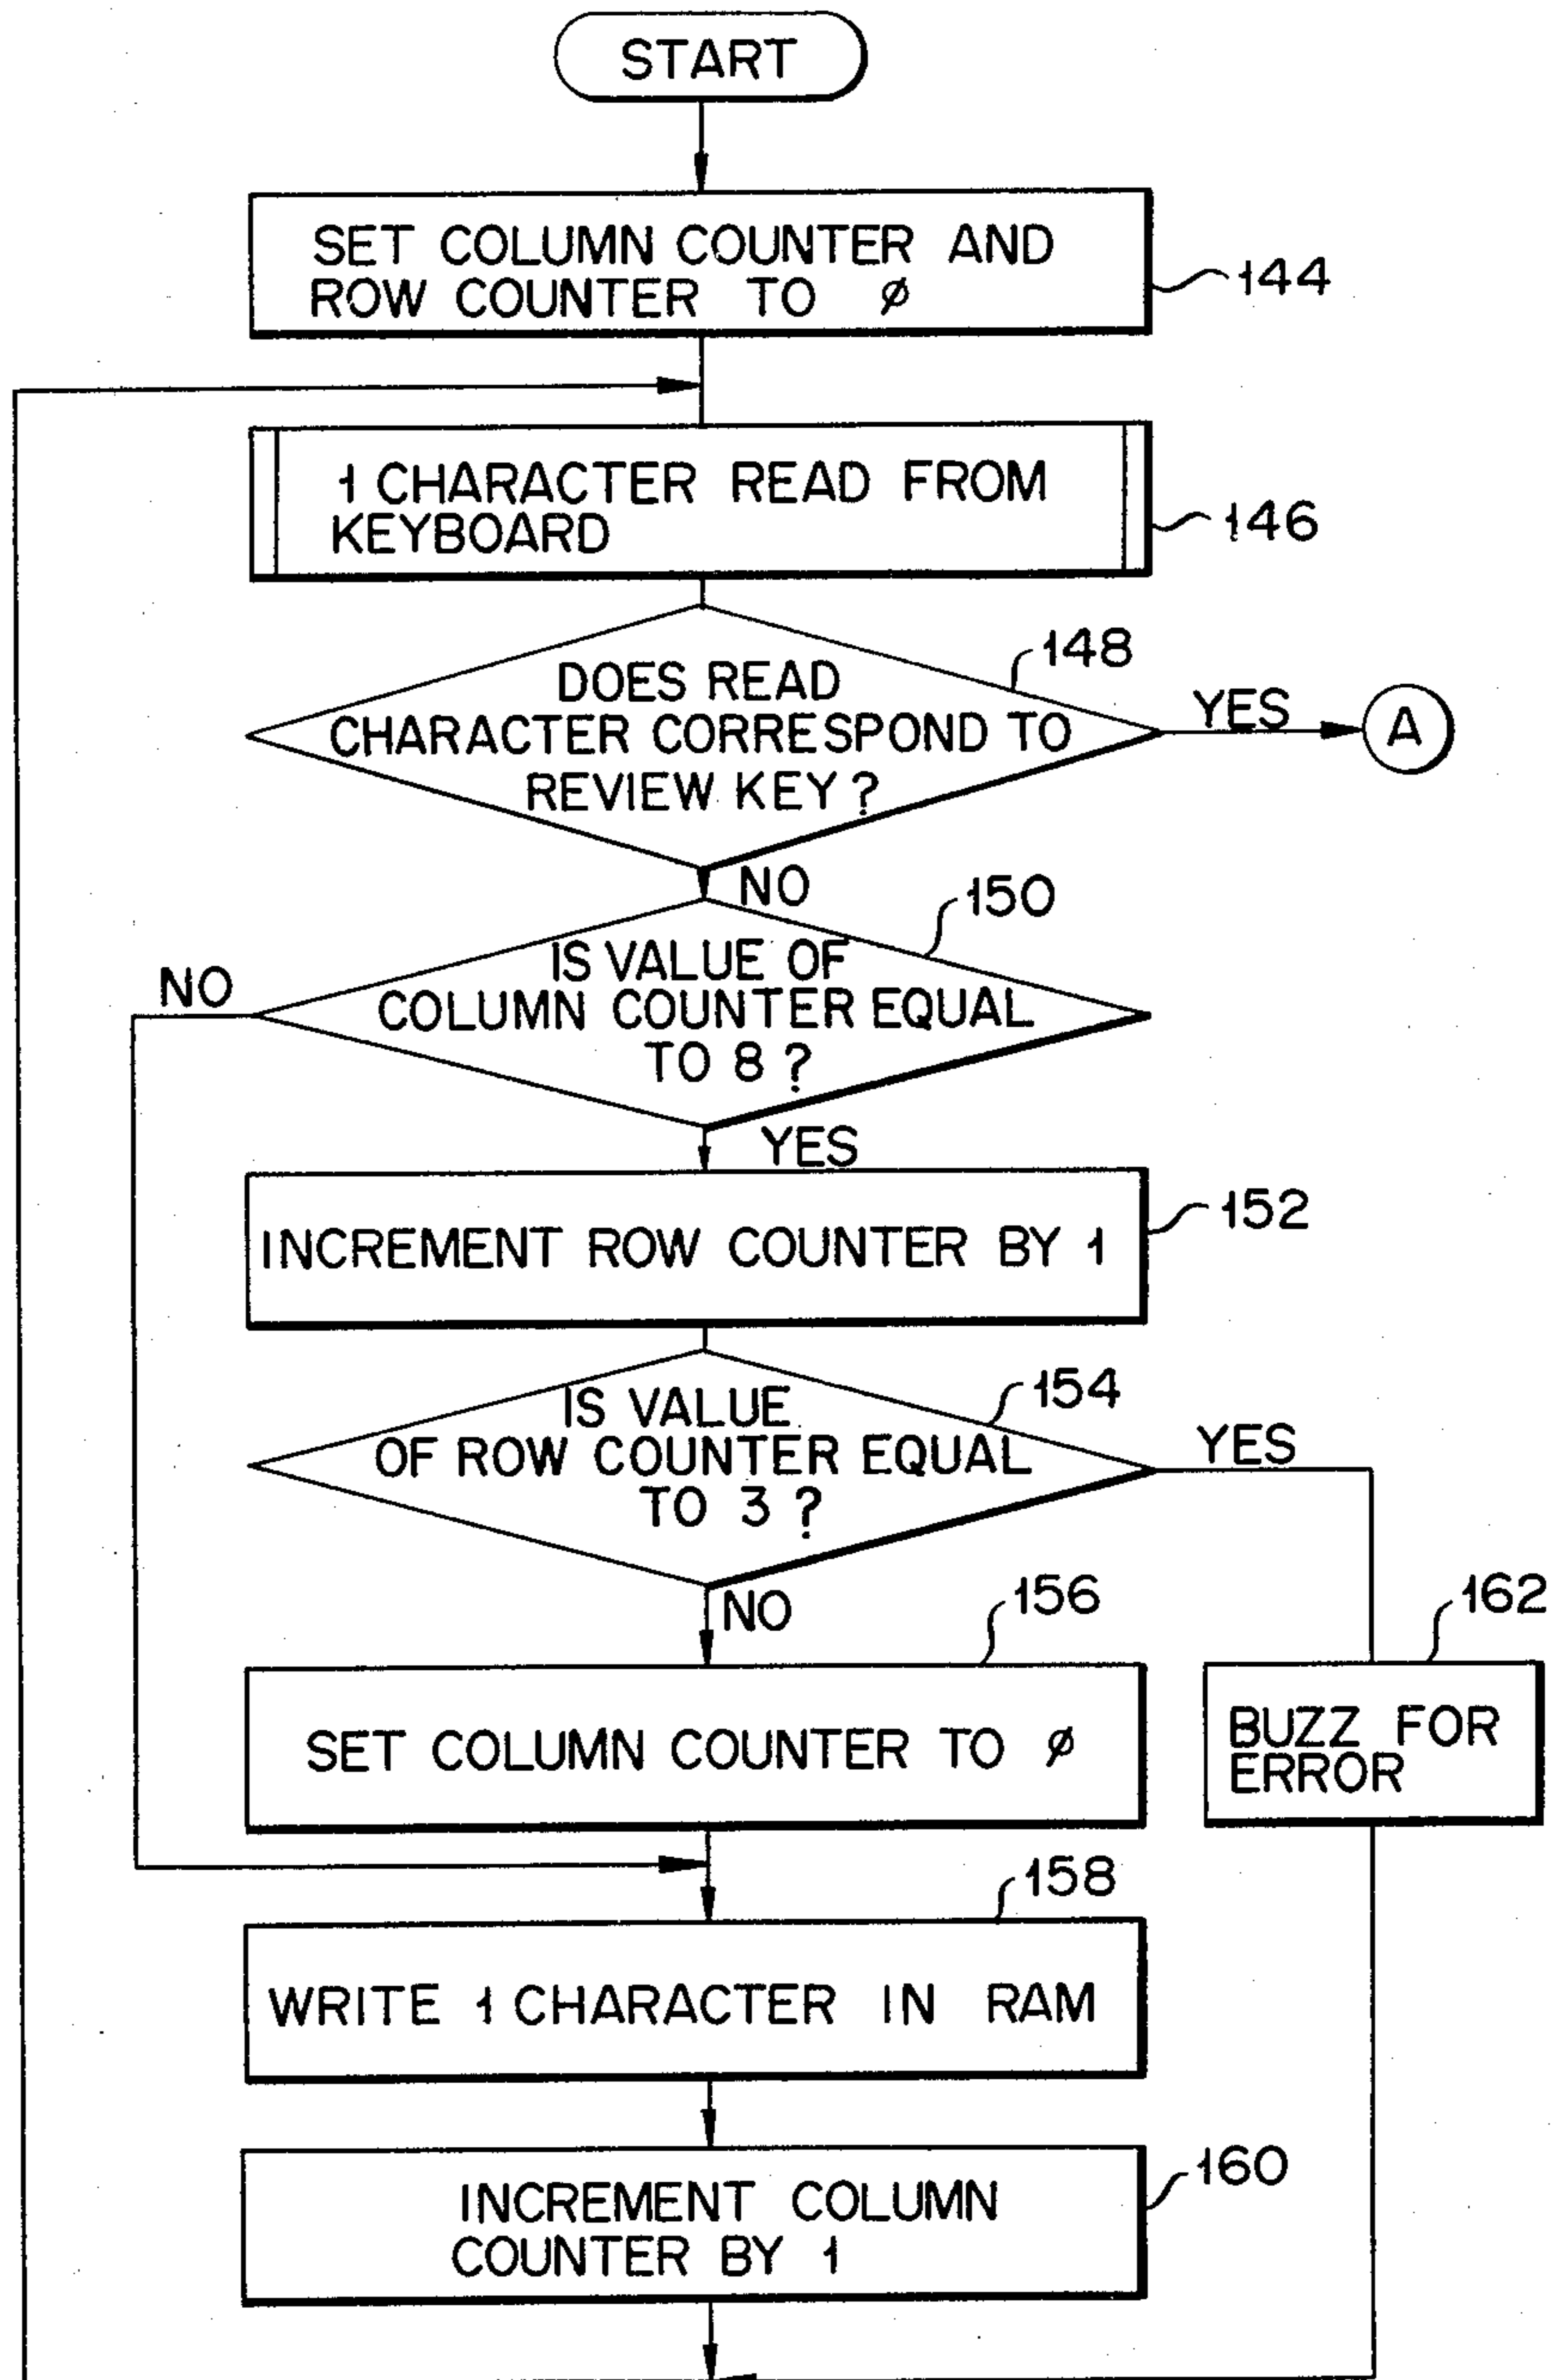 START
SET COLUMN COUNTER AND
ROW COUNTER TO ϕ
144
1 CHARACTER READ FROM
KEYBOARD
146
148
DOES READ
CHARACTER CORRESPOND TO
REVIEW KEY ?
YES
A
NO
150
IS VALUE OF
COLUMN COUNTER EQUAL
TO 8 ?
NO
YES
INCREMENT ROW COUNTER BY 1
152
154
IS VALUE
OF ROW COUNTER EQUAL
TO 3 ?
YES
NO
156
162
SET COLUMN COUNTER TO ϕ
BUZZ FOR
ERROR
158
WRITE 1 CHARACTER IN RAM
160
INCREMENT COLUMN
COUNTER BY 1